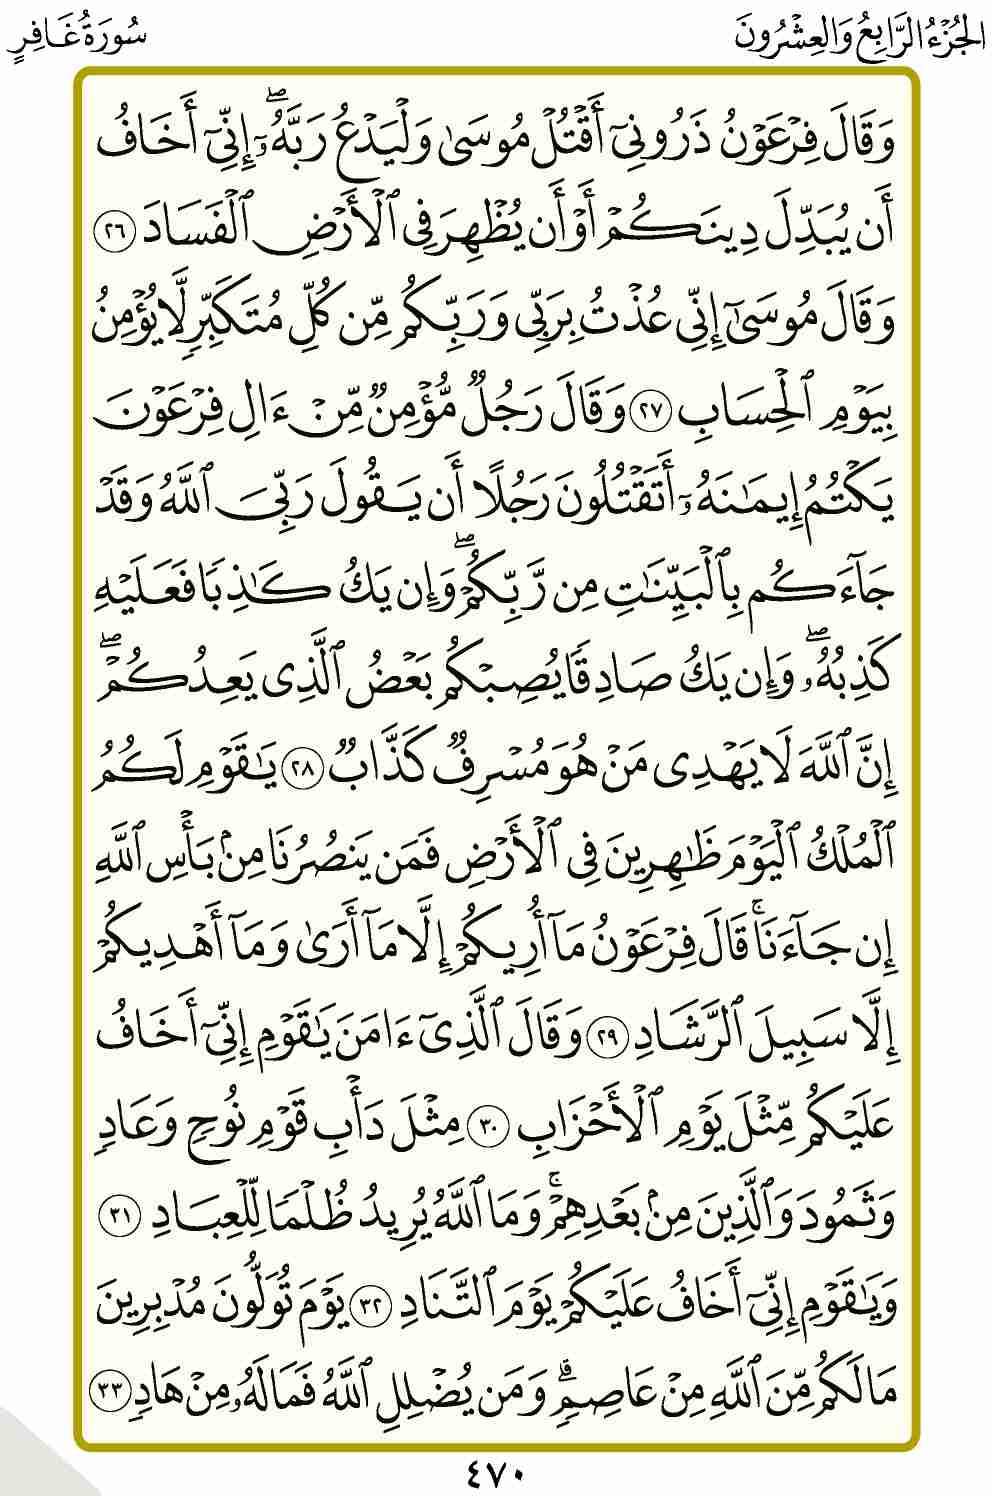 الجُزْءُ الرَّابِعُ وَالعِشْرُونَ
سُورَةُ غَافِرٍ
وَقَالَ فِرْعَوْنُ ذَرُونِىٓ أَقْتُلْ مُوسَىٰ وَلْيَدْعُ رَبَّهُۥٓ ۖ إِنِّىٓ أَخَافُ
أَن يُبَدِّلَ دِينَكُمْ أَوْ أَن يُظْهِرَ فِى ٱلْأَرْضِ ٱلْفَسَادَ ٢٦
وَقَالَ مُوسَىٰٓ إِنِّى عُذْتُ بِرَبِّى وَرَبِّكُم مِّن كُلِّ مُتَكَبِّرٍ لَّا يُؤْمِنُ
بِيَوْمِ ٱلْحِسَابِ ٢٧ وَقَالَ رَجُلٌ مُّؤْمِنٌ مِّنْ ءَالِ فِرْعَوْنَ
يَكْتُمُ إِيمَٰنَهُۥٓ أَتَقْتُلُونَ رَجُلًا أَن يَقُولَ رَبِّىَ ٱللَّهُ وَقَدْ
جَآءَكُم بِٱلْبَيِّنَٰتِ مِن رَّبِّكُمْ ۖ وَإِن يَكُ كَٰذِبًا فَعَلَيْهِ
كَذِبُهُۥ ۖ وَإِن يَكُ صَادِقًا يُصِبْكُم بَعْضُ ٱلَّذِى يَعِدُكُمْ ۖ
إِنَّ ٱللَّهَ لَا يَهْدِى مَنْ هُوَ مُسْرِفٌ كَذَّابٌ ٢٨ يَٰقَوْمِ لَكُمُ
ٱلْمُلْكُ ٱلْيَوْمَ ظَٰهِرِينَ فِى ٱلْأَرْضِ فَمَن يَنصُرُنَا مِنۢ بَأْسِ ٱللَّهِ
إِن جَآءَنَا ۚ قَالَ فِرْعَوْنُ مَآ أُرِيكُمْ إِلَّا مَآ أَرَىٰ وَمَآ أَهْدِيكُمْ
إِلَّا سَبِيلَ ٱلرَّشَادِ ٢٩ وَقَالَ ٱلَّذِىٓ ءَامَنَ يَٰقَوْمِ إِنِّىٓ أَخَافُ
عَلَيْكُم مِّثْلَ يَوْمِ ٱلْأَحْزَابِ ٣٠ مِثْلَ دَأْبِ قَوْمِ نُوحٍ وَعَادٍ
وَثَمُودَ وَٱلَّذِينَ مِنۢ بَعْدِهِمْ ۚ وَمَا ٱللَّهُ يُرِيدُ ظُلْمًا لِّلْعِبَادِ ٣١
وَيَٰقَوْمِ إِنِّىٓ أَخَافُ عَلَيْكُمْ يَوْمَ ٱلتَّنَادِ ٣٢ يَوْمَ تُوَلُّونَ مُدْبِرِينَ
مَا لَكُم مِّنَ ٱللَّهِ مِنْ عَاصِمٍ ۗ وَمَن يُضْلِلِ ٱللَّهُ فَمَا لَهُۥ مِنْ هَادٍ ٣٣
٤٧٠